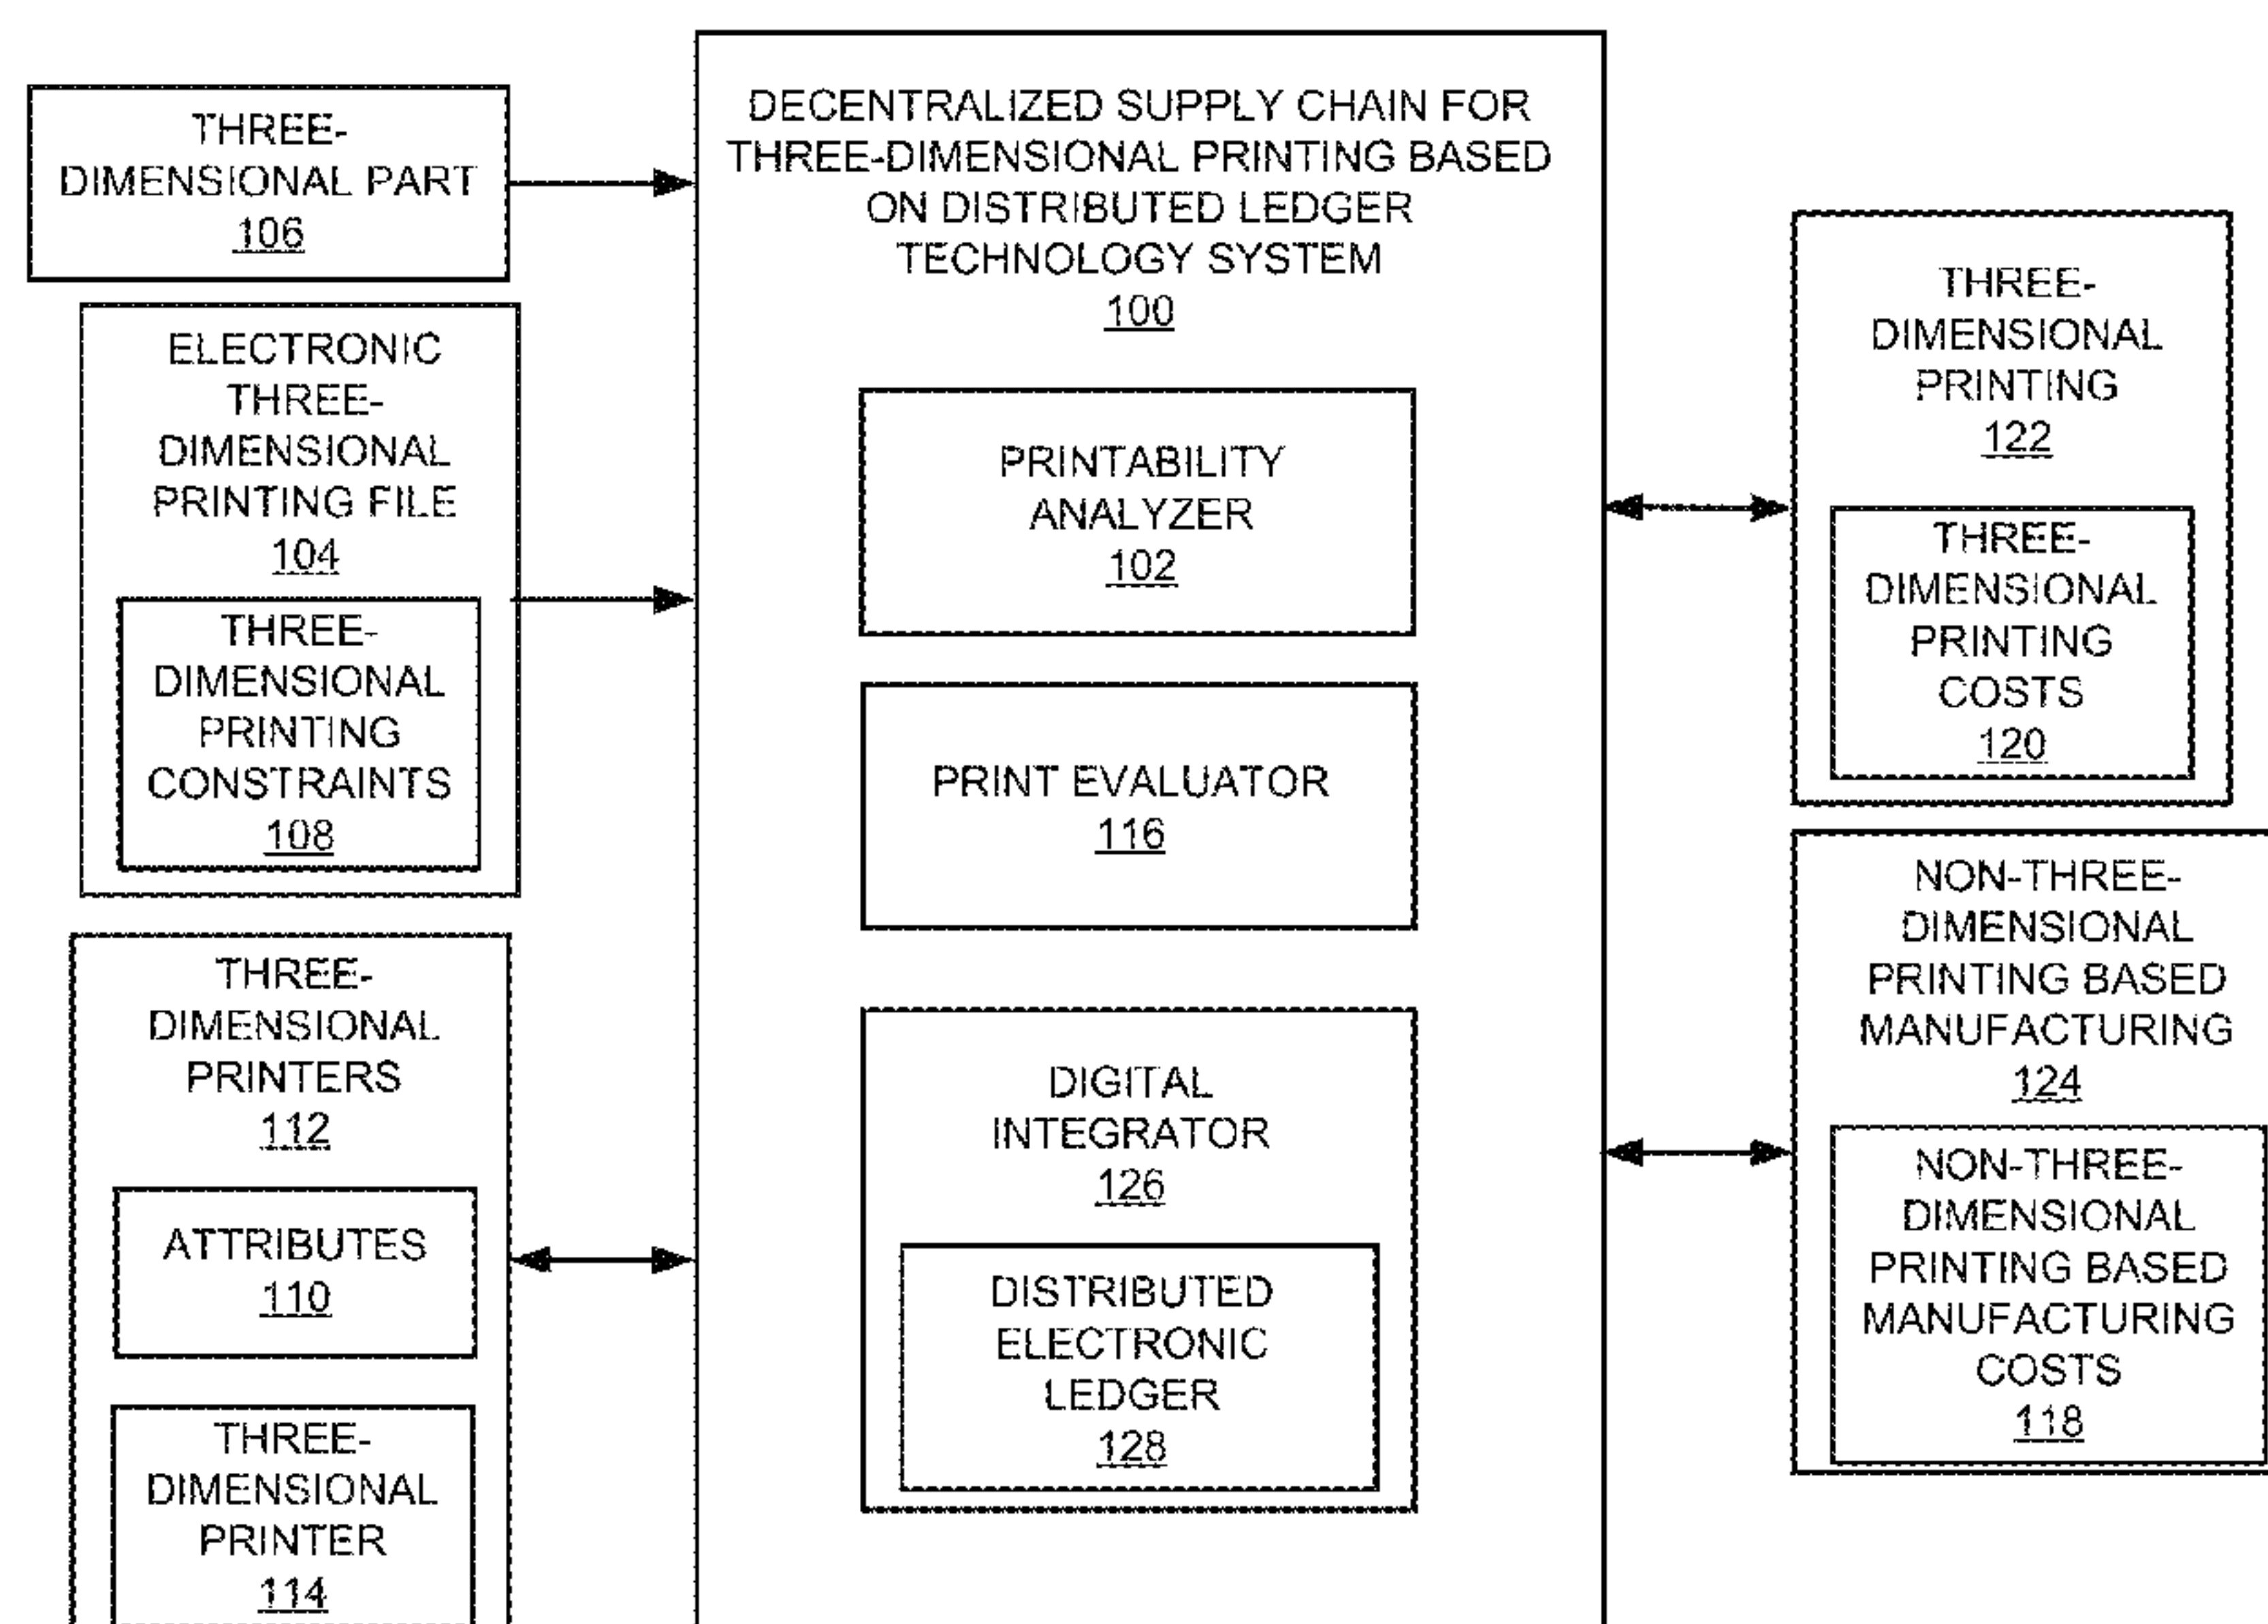 THREE-
DIMENSIONAL PART
106
ELECTRONIC
THREE-
DIMENSIONAL
PRINTING FILE
104
THREE-
DIMENSIONAL
PRINTING
CONSTRAINTS
108
THREE-
DIMENSIONAL
PRINTERS
112
ATTRIBUTES
110
THREE-
DIMENSIONAL
PRINTER
114
DECENTRALIZED SUPPLY CHAIN FOR
THREE-DIMENSIONAL PRINTING BASED
ON DISTRIBUTED LEDGER
TECHNOLOGY SYSTEM
100
PRINTABILITY
ANALYZER
102
PRINT EVALUATOR
116
DIGITAL
INTEGRATOR
126
DISTRIBUTED
ELECTRONIC
LEDGER
128
THREE-
DIMENSIONAL
PRINTING
122
THREE-
DIMENSIONAL
PRINTING
COSTS
120
NON-THREE-
DIMENSIONAL
PRINTING BASED
MANUFACTURING
124
NON-THREE-
DIMENSIONAL
PRINTING BASED
MANUFACTURING
COSTS
118